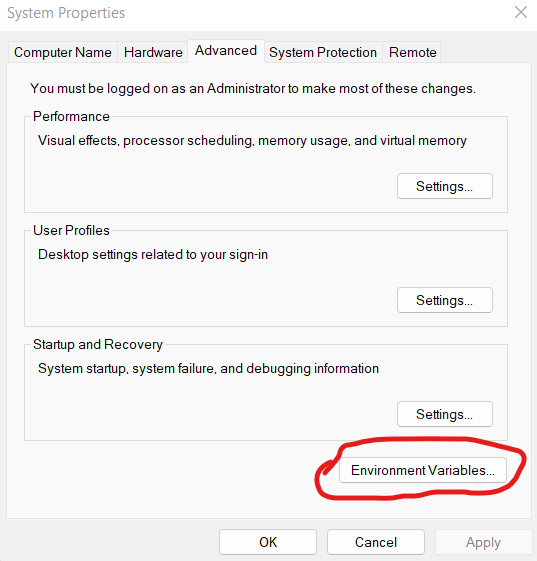 System Properties
Computer Name Hardware Advanced System Protection Remote
You must be logged on as an Administrator to make most of these changes.
Performance
Visual effects, processor scheduling, memory usage, and virtual memory
Settings...
User Profiles
Desktop settings related to your sign-in
Settings...
Startup and Recovery
System startup, system failure, and debugging information
Settings...
Environment Variables...
OK Cancel Apply